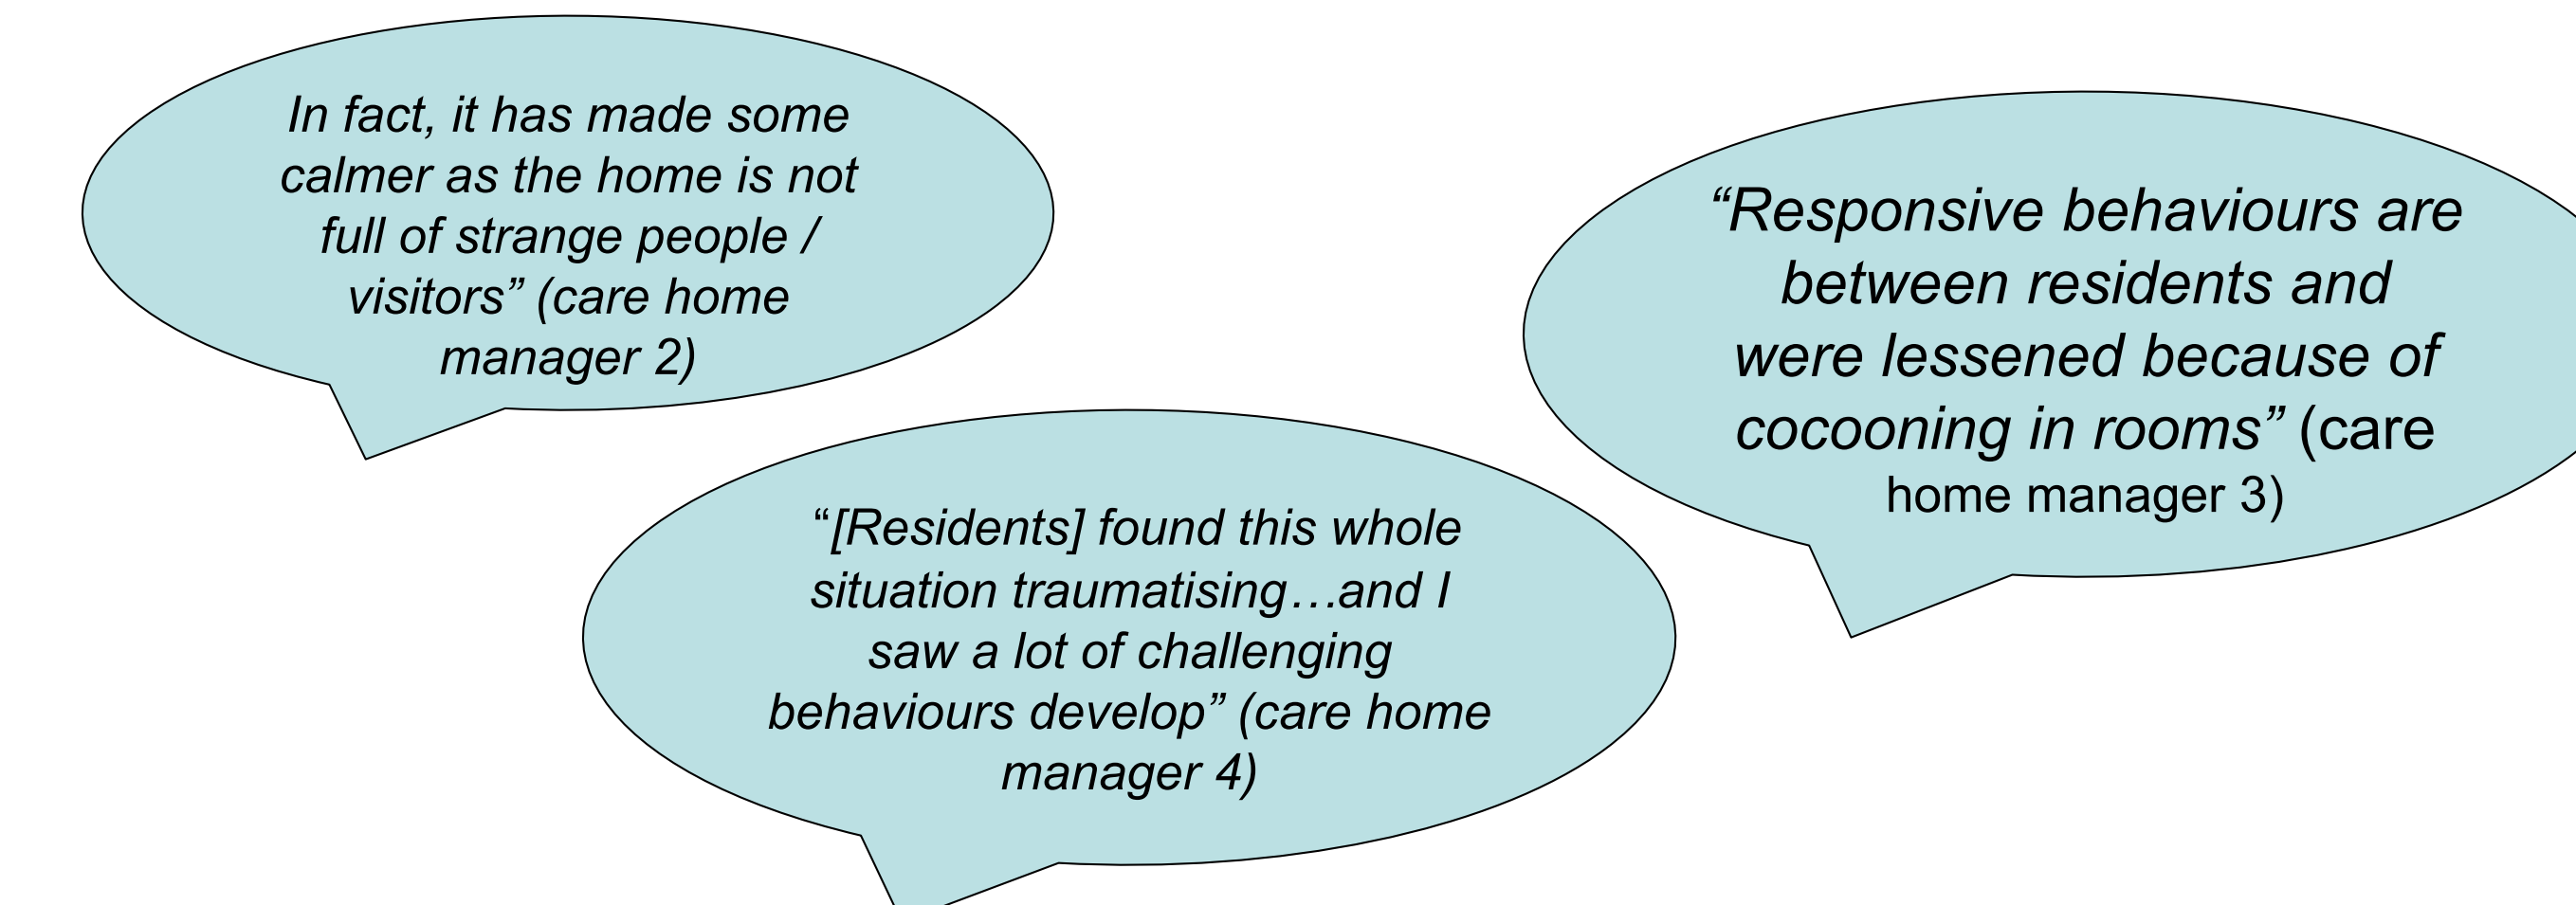 In fact, it has made some
calmer as the home is not
full of strange people /
visitors” (care home
manager 2)
“Responsive behaviours are
between residents and
were lessened because of
cocooning in rooms” (care
home manager 3)
“[Residents] found this whole
situation traumatising…and I
saw a lot of challenging
behaviours develop” (care home
manager 4)